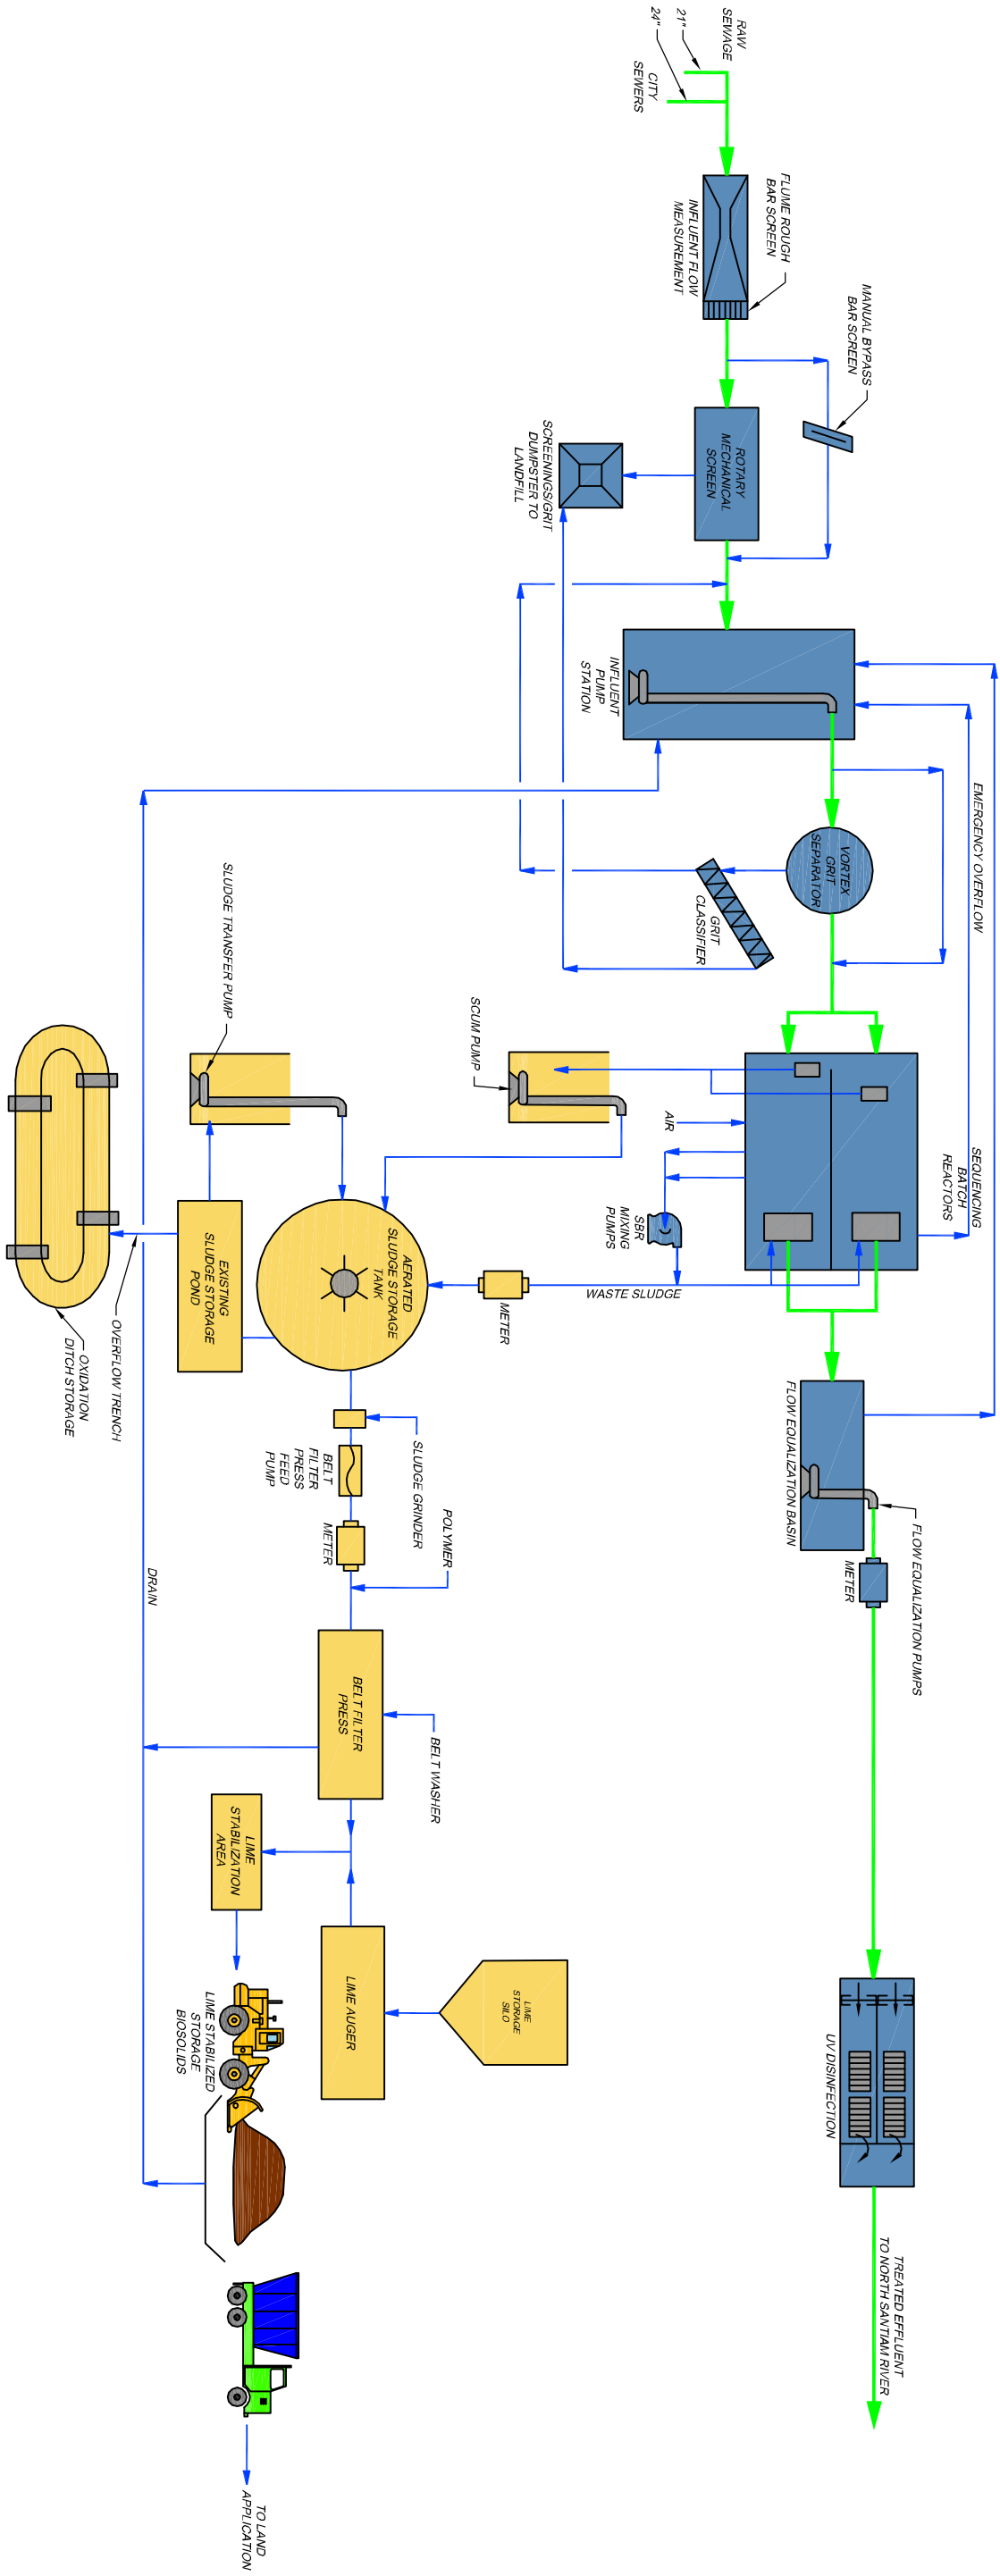 RAW
SEWAGE
21"
24"
CITY
SEWERS
FLUME ROUGH
BAR SCREEN
INFLUENT FLOW
MEASUREMENT
MANUAL BYPASS
BAR SCREEN
ROTARY
MECHANICAL
SCREEN
SCREENINGS/GRIT
DUMPSTER TO
LANDFILL
INFLUENT
PUMP
STATION
EMERGENCY OVERFLOW
VORTEX
GRIT
SEPARATOR
GRIT
CLASSIFIER
SEQUENCING
BATCH
REACTORS
AIR
SBR
MIXING
PUMPS
WASTE SLUDGE
METER
FLOW EQUALIZATION BASIN
FLOW EQUALIZATION PUMPS
METER
UV DISINFECTION
TREATED EFFLUENT
TO NORTH SANTIAM RIVER
SCUM PUMP
SLUDGE TRANSFER PUMP
AERATED
SLUDGE STORAGE
TANK
EXISTING
SLUDGE STORAGE
POND
OVERFLOW TRENCH
OXIDATION
DITCH STORAGE
SLUDGE GRINDER
BELT
FILTER
PRESS
FEED
PUMP
METER
POLYMER
BELT FILTER
PRESS
BELT WASHER
DRAIN
LIME
STABILIZATION
AREA
LIME AUGER
LIME
STORAGE
SILO
LIME STABILIZED
STORAGE
BIOSOLIDS
TO LAND
APPLICATION